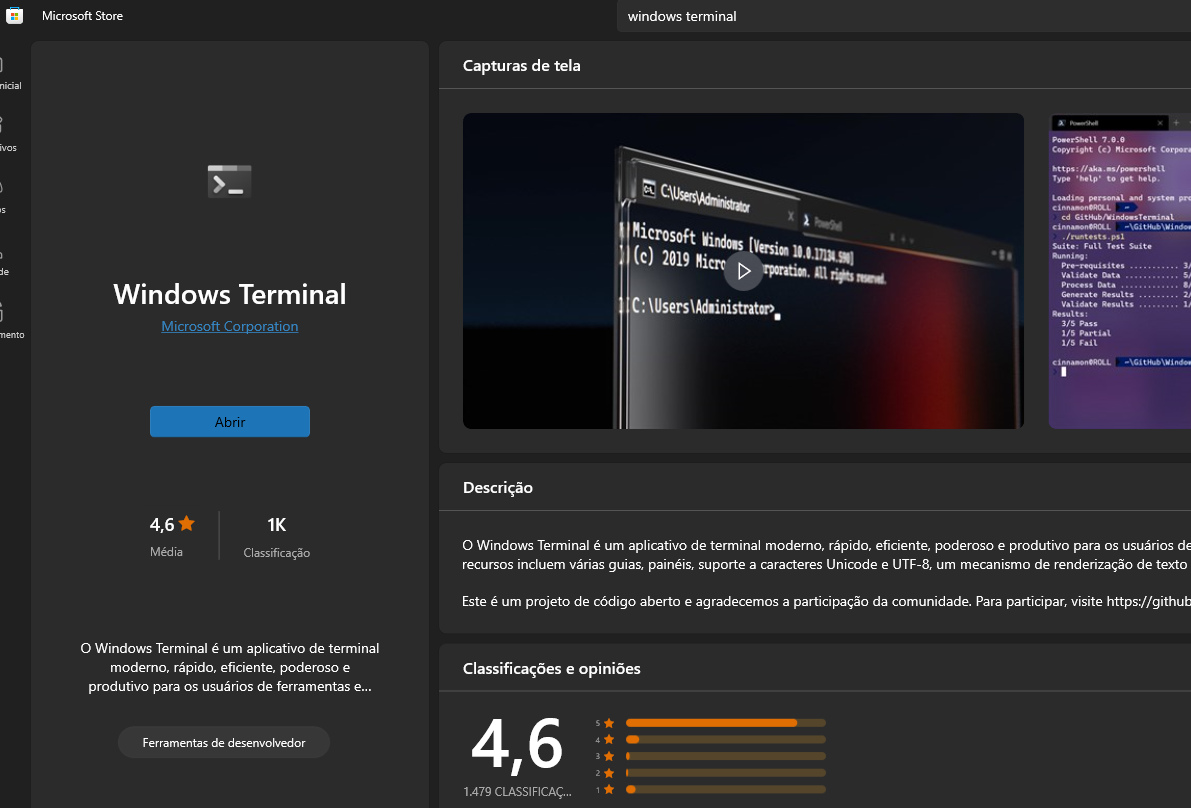 Microsoft Store
windows terminal
nicial
ivos
os
de
mento
Windows Terminal
Microsoft Corporation
Abrir
4,6
Média
1K
Classificação
O Windows Terminal é um aplicativo de terminal
moderno, rápido, eficiente, poderoso e
produtivo para os usuários de ferramentas e...
Ferramentas de desenvolvedor
Capturas de tela
C:\Users\Administrator
PowerShell
Microsoft Windows [Version 10.0.17134.590]
(c) 2019 Micro rporation. All rights reserved.
C:\Users\Administrator>
PowerShell
PowerShell 7.0.0
Copyright (c) Microsoft Corpora
https://aka.ms/powershell
Type 'help' to get help.
Loading personal and system pro
cinnamon@ROLL ~
cd GitHub/WindowsTerminal
cinnamon@ROLL ~\GitHub\Window
./runtests.ps1
Suite: Full Test Suite
Running:
Pre-requisites ........... 3/
Validate Data ............ 5/
Process Data ............. 8/
Generate Results ......... 2/
Validate Results ......... 1/
Results:
3/5 Pass
1/5 Partial
1/5 Fail
cinnamon@ROLL ~\GitHub\Window
Descrição
O Windows Terminal é um aplicativo de terminal moderno, rápido, eficiente, poderoso e produtivo para os usuários de
recursos incluem várias guias, painéis, suporte a caracteres Unicode e UTF-8, um mecanismo de renderização de texto
Este é um projeto de código aberto e agradecemos a participação da comunidade. Para participar, visite https://github
Classificações e opiniões
4,6
1.479 CLASSIFICAÇ...
5
4
3
2
1